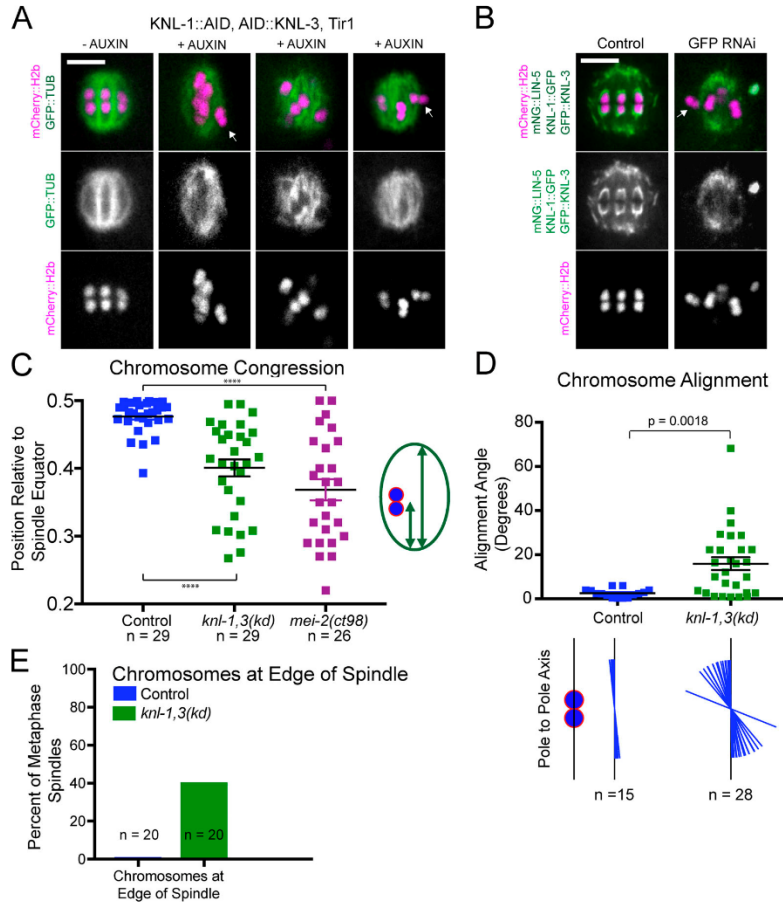 A
KNL-1::AID, AID::KNL-3, Tir1
- AUXIN
+ AUXIN
+ AUXIN
+ AUXIN
mCherry::H2b
GFP::TUB
GFP::TUB
mCherry::H2b
B
Control
GFP RNAi
mCherry::H2b
mNG::LIN-5
KNL-1::GFP
GFP::KNL-3
mNG::LIN-5
KNL-1::GFP
GFP::KNL-3
mCherry::H2b
C
Chromosome Congression
****
Position Relative to
Spindle Equator
0.5
0.4
0.3
0.2
****
Control
n = 29
knl-1,3(kd)
n = 29
mei-2(ct98)
n = 26
D
Chromosome Alignment
p = 0.0018
Alignment Angle
(Degrees)
80
60
40
20
0
Control
knl-1,3(kd)
Pole to Pole Axis
n =15
n = 28
E
Chromosomes at Edge of Spindle
Control
knl-1,3(kd)
Percent of Metaphase
Spindles
100
80
60
40
20
0
n = 20
n = 20
Chromosomes at
Edge of Spindle